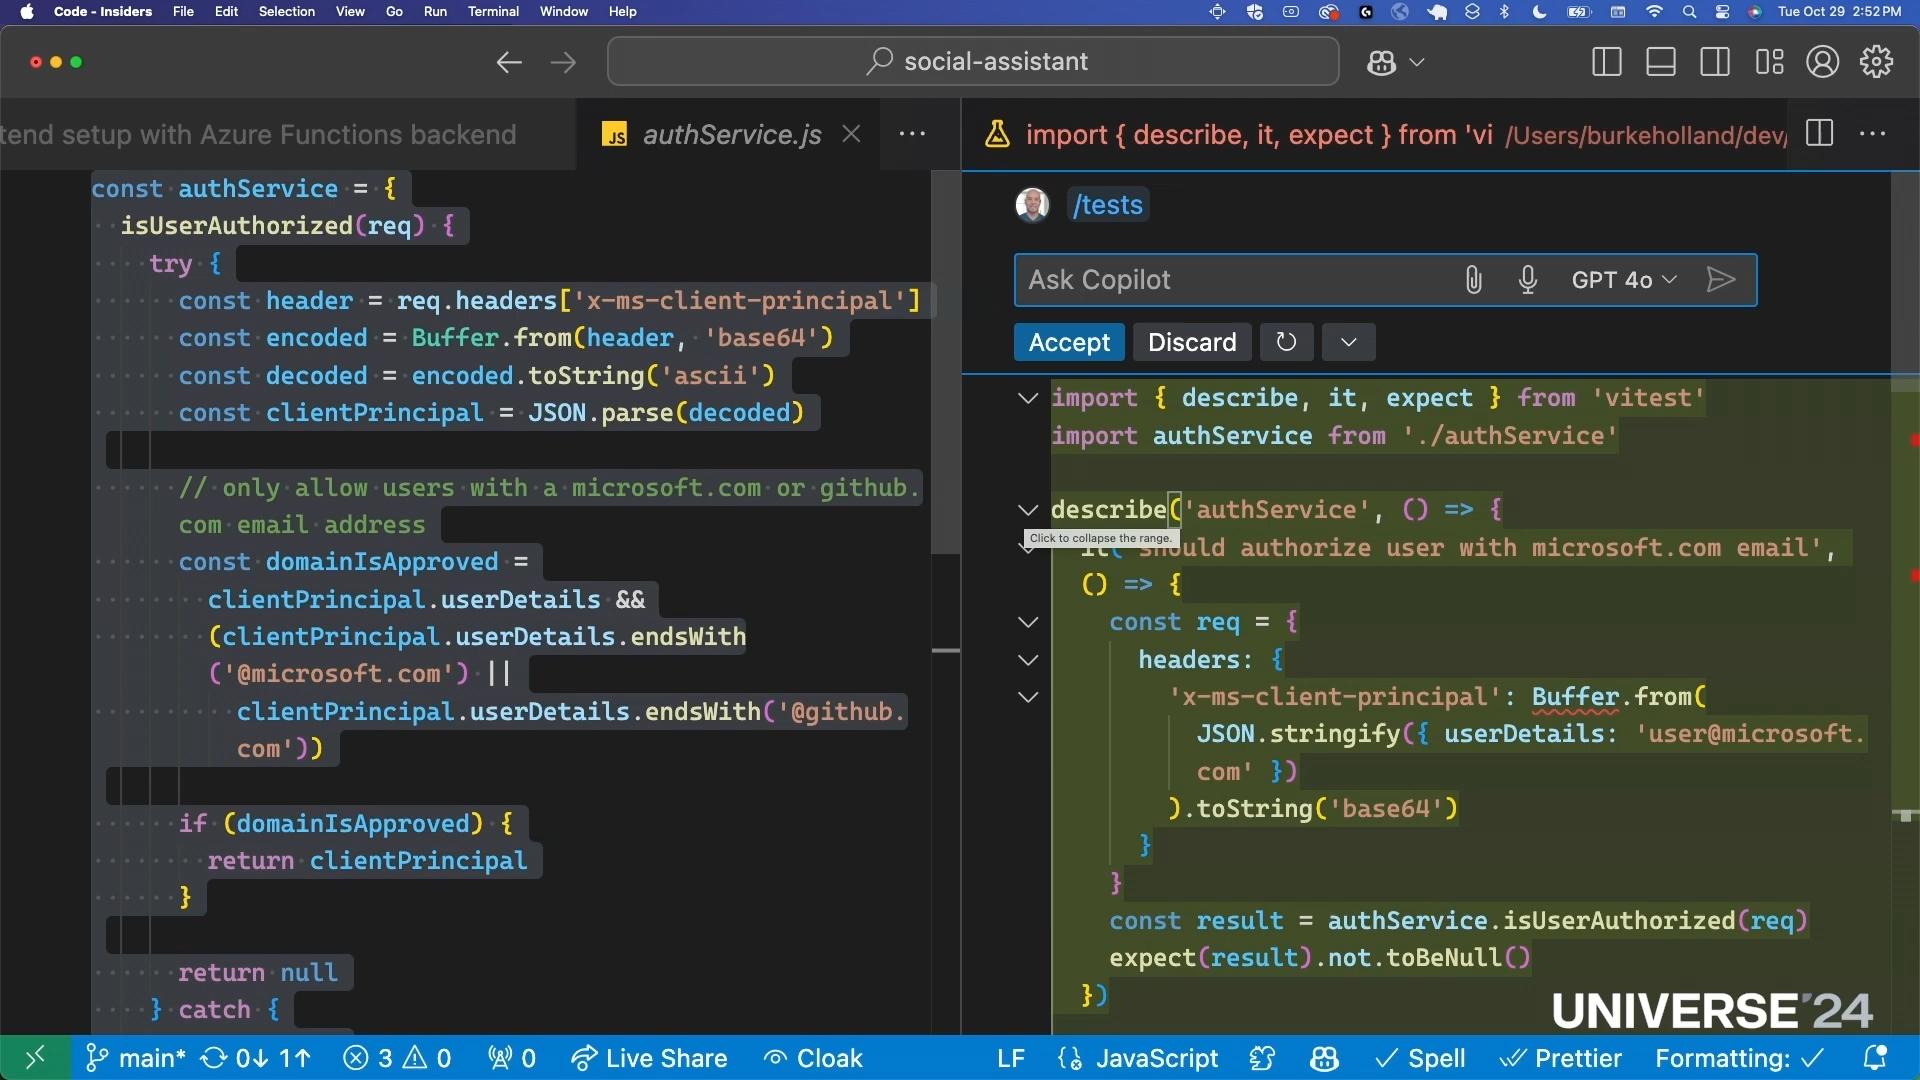 Code - Insiders File Edit Selection View Go Run Terminal Window Help Tue Oct 29 2:52 PM
social-assistant
tend setup with Azure Functions backend
JS authService.js
import { describe, it, expect } from 'vi /Users/burkeholland/dev/
const authService = {
isUserAuthorized(req) {
try {
const header = req.headers['x-ms-client-principal']
const encoded = Buffer.from(header, 'base64')
const decoded = encoded.toString('ascii')
const clientPrincipal = JSON.parse(decoded)
// only allow users with a microsoft.com or github.
com email address
const domainIsApproved =
clientPrincipal.userDetails &&
(clientPrincipal.userDetails.endsWith
('@microsoft.com') ||
clientPrincipal.userDetails.endsWith('@github.
com'))
if (domainIsApproved) {
return clientPrincipal
}
return null
} catch {
/tests
Ask Copilot GPT 4o
Accept Discard
import { describe, it, expect } from 'vitest'
import authService from './authService'
describe('authService', () => {
Click to collapse the range.
it('should authorize user with microsoft.com email',
() => {
const req = {
headers: {
'x-ms-client-principal': Buffer.from(
JSON.stringify({ userDetails: 'user@microsoft.
com' })
).toString('base64')
}
}
const result = authService.isUserAuthorized(req)
expect(result).not.toBeNull()
})
UNIVERSE'24
main* 0↓ 1↑ 3 0 0 Live Share Cloak LF JavaScript Spell Prettier Formatting: